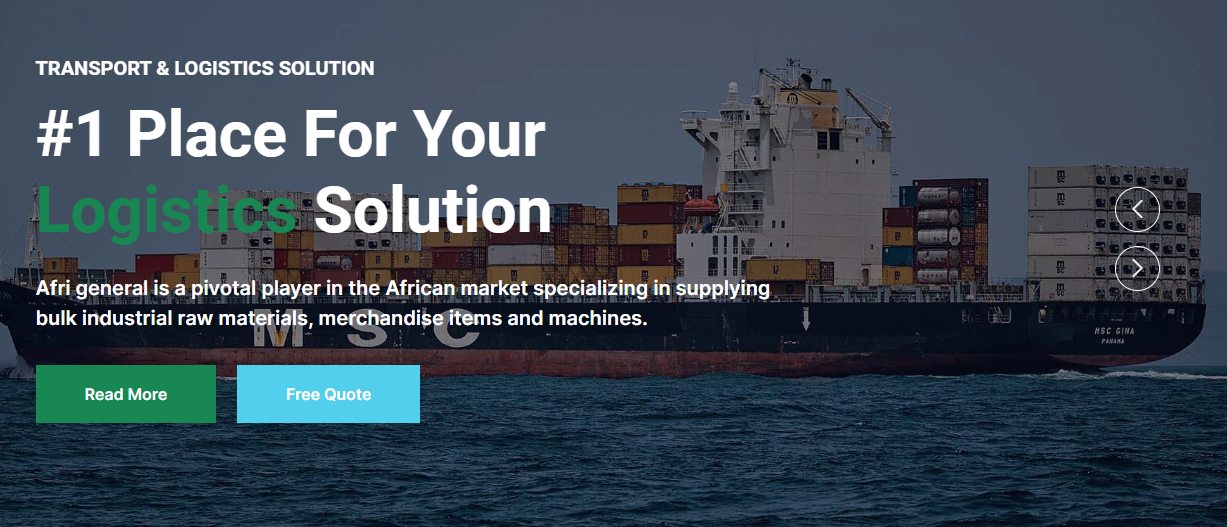 TRANSPORT & LOGISTICS SOLUTION
#1 Place For Your
Logistics Solution
Afri general is a pivotal player in the African market specializing in supplying
bulk industrial raw materials, merchandise items and machines.
M S C
MSC GINA
PANAMA
Read More
Free Quote